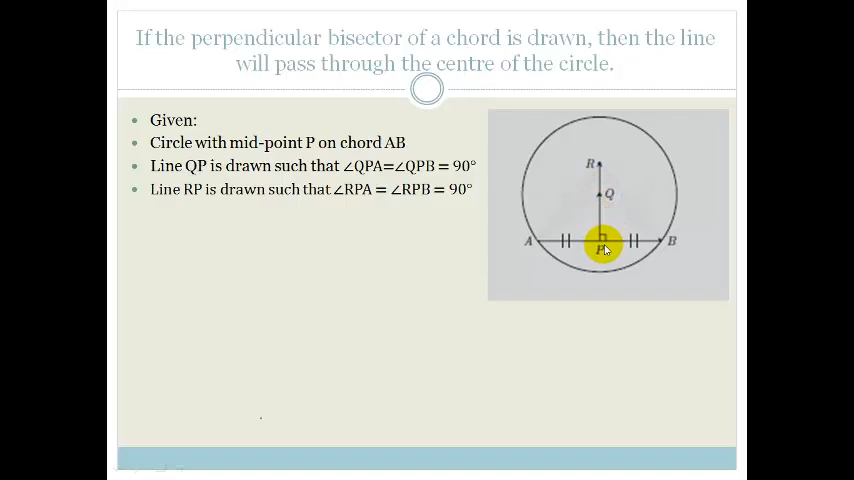 If the perpendicular bisector of a chord is drawn, then the line
will pass through the centre of the circle.
Given:
Circle with mid-point P on chord AB
Line QP is drawn such that ∠QPA=∠QPB = 90°
Line RP is drawn such that ∠RPA = ∠RPB = 90°
R
Q
A
P
B